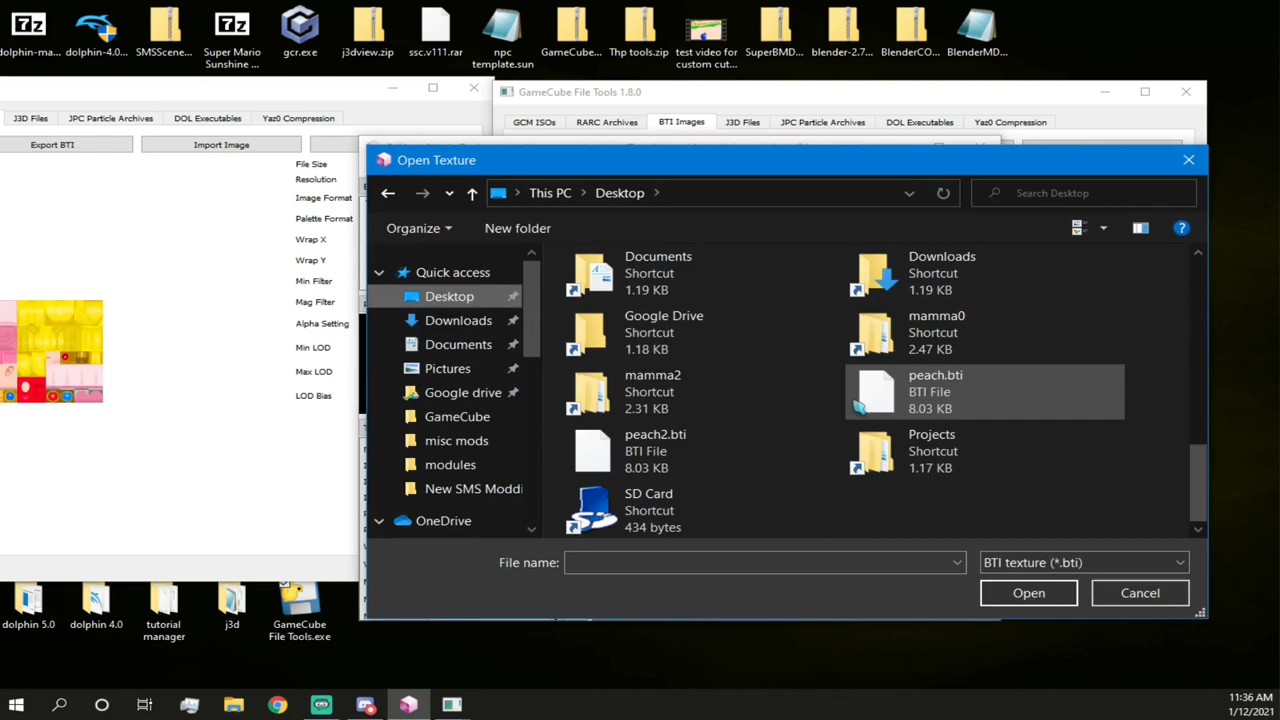 dolphin-ma...
dolphin-4.0...
SMSScene...
Super Mario
Sunshine ...
gcr.exe
j3dview.zip
ssc.v111.rar
npc
template.sun
GameCube...
Thp tools.zip
test video for
custom cut...
SuperBMD...
blender-2.7...
BlenderCO...
BlenderMD...
J3D Files
JPC Particle Archives
DOL Executables
Yaz0 Compression
Export BTI
Import Image
File Size
Resolution
Image Format
Palette Format
Wrap X
Wrap Y
Min Filter
Mag Filter
Alpha Setting
Min LOD
Max LOD
LOD Bias
GameCube File Tools 1.8.0
GCM ISOs
RARC Archives
BTI Images
J3D Files
JPC Particle Archives
DOL Executables
Yaz0 Compression
Open Texture
This PC
Desktop
Search Desktop
Organize
New folder
Quick access
Desktop
Downloads
Documents
Pictures
Google drive
GameCube
misc mods
modules
New SMS Moddi
OneDrive
Documents
Shortcut
1.19 KB
Downloads
Shortcut
1.19 KB
Google Drive
Shortcut
1.18 KB
mamma0
Shortcut
2.47 KB
mamma2
Shortcut
2.31 KB
peach.bti
BTI File
8.03 KB
peach2.bti
BTI File
8.03 KB
Projects
Shortcut
1.17 KB
SD Card
Shortcut
434 bytes
File name:
BTI texture (*.bti)
Open
Cancel
dolphin 5.0
dolphin 4.0
tutorial
manager
j3d
GameCube
File Tools.exe
11:36 AM
1/12/2021